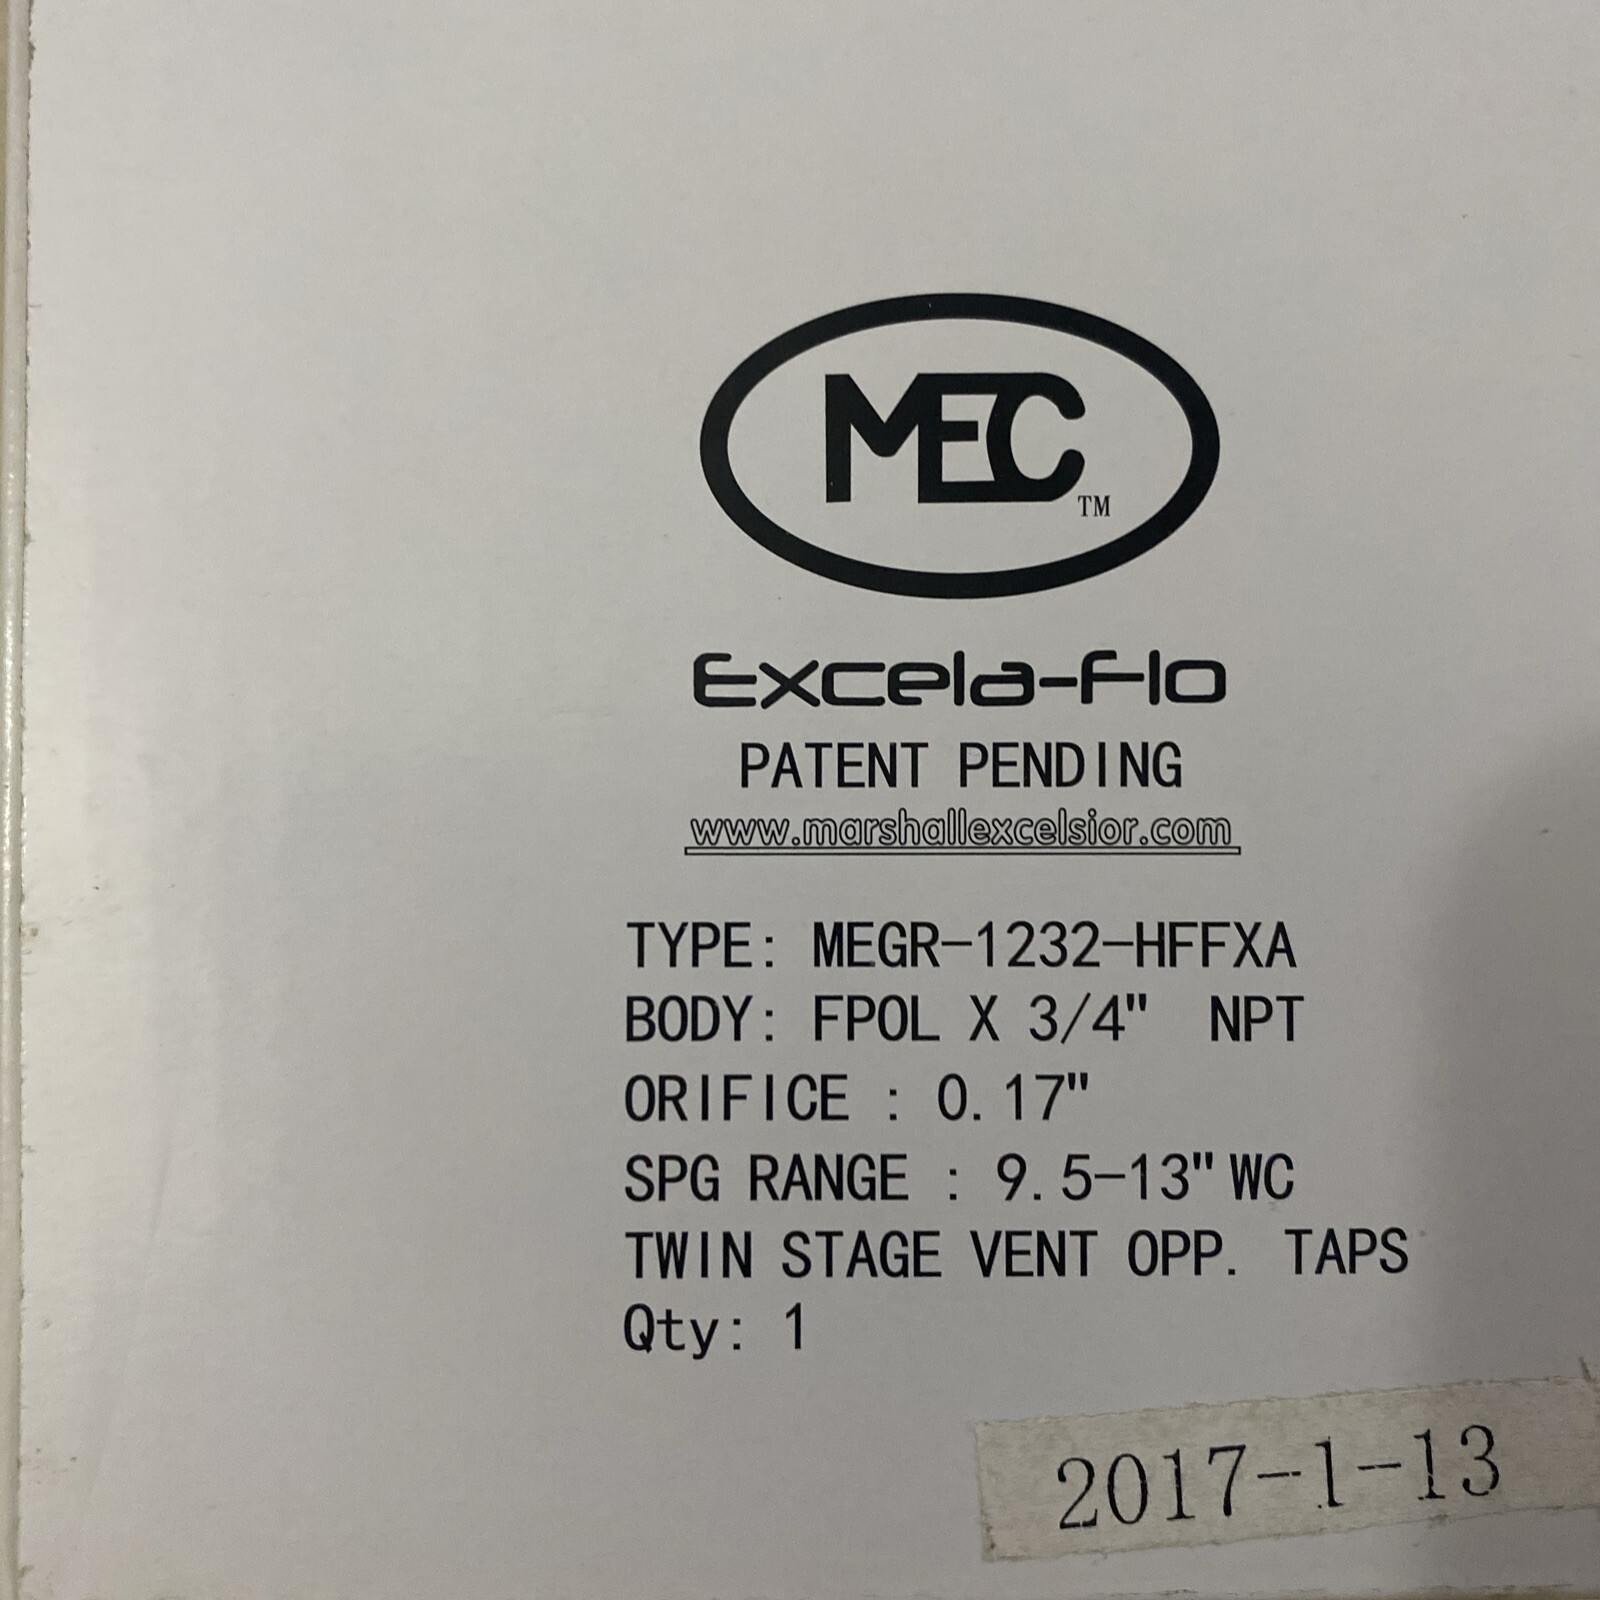 MEC TM
Excela-Flo
PATENT PENDING
www.marshallexcelsior.com
TYPE: MEGR-1232-HFFXA
BODY: FPOL X 3/4" NPT
ORIFICE : 0.17"
SPG RANGE : 9.5-13" WC
TWIN STAGE VENT OPP. TAPS
Qty: 1
2017-1-13